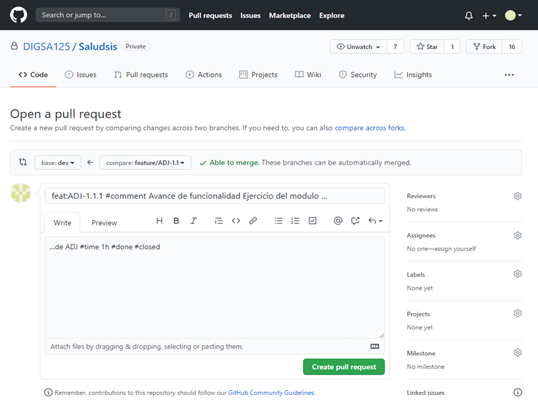 Search or jump to... /
Pull requests Issues Marketplace Explore
DIGSA125 / Saludsis Private
Unwatch 7 Star 1 Fork 16
Code Issues Pull requests Actions Projects Wiki Security Insights
Open a pull request
Create a new pull request by comparing changes across two branches. If you need to, you can also compare across forks.
base: dev compare: feature/ADJ-1.1 Able to merge. These branches can be automatically merged.
feat:ADJ-1.1.1 #comment Avance de funcionalidad Ejercicio del modulo ...
Write Preview
...de ADJ #time 1h #done #closed
Attach files by dragging & dropping, selecting or pasting them.
Create pull request
Remember, contributions to this repository should follow our GitHub Community Guidelines.
Reviewers
No reviews
Assignees
No one—assign yourself
Labels
None yet
Projects
None yet
Milestone
No milestone
Linked issues